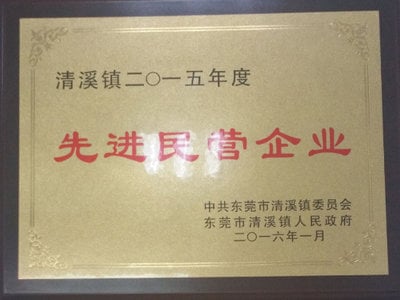 清溪镇二〇一五年度
先进民营企业
中共东莞市清溪镇委员会
东莞市清溪镇人民政府
二〇一六年一月